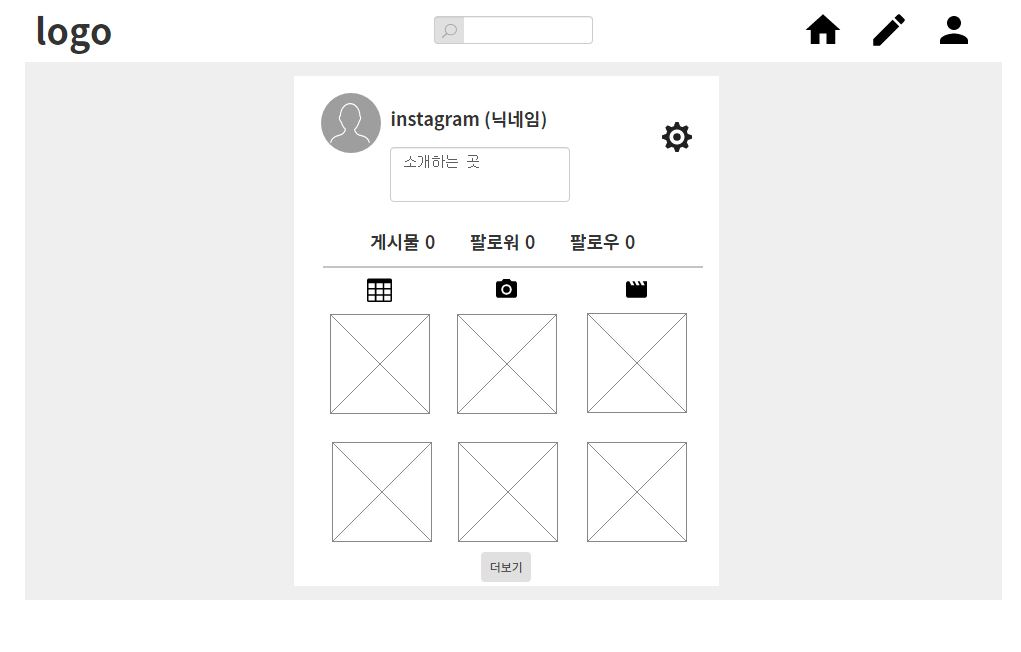 logo
instagram (닉네임)
소개하는 곳
게시물 0 팔로워 0 팔로우 0
더보기